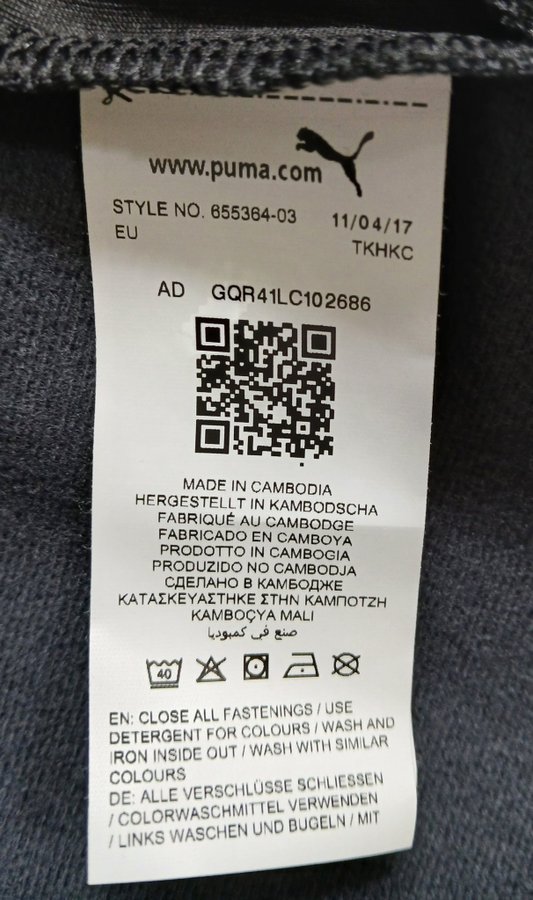 www.puma.com
STYLE NO. 655364-03 11/04/17
EU TKHKC
AD GQR41LC102686
MADE IN CAMBODIA
HERGESTELLT IN KAMBODSCHA
FABRIQUÉ AU CAMBODGE
FABRICADO EN CAMBOYA
PRODOTTO IN CAMBOGIA
PRODUZIDO NO CAMBODJA
СДЕЛАНО В КАМБОДЖЕ
ΚΑΤΑΣΚΕΥΑΣΤΗΚΕ ΣΤΗΝ ΚΑΜΠΟΤΖΗ
KAMBOÇYA MALI
صنع في كمبوديا
40
EN: CLOSE ALL FASTENINGS / USE
DETERGENT FOR COLOURS / WASH AND
IRON INSIDE OUT / WASH WITH SIMILAR
COLOURS
DE: ALLE VERSCHLÜSSE SCHLIESSEN
/ COLORWASCHMITTEL VERWENDEN
/ LINKS WASCHEN UND BUGELN / MIT